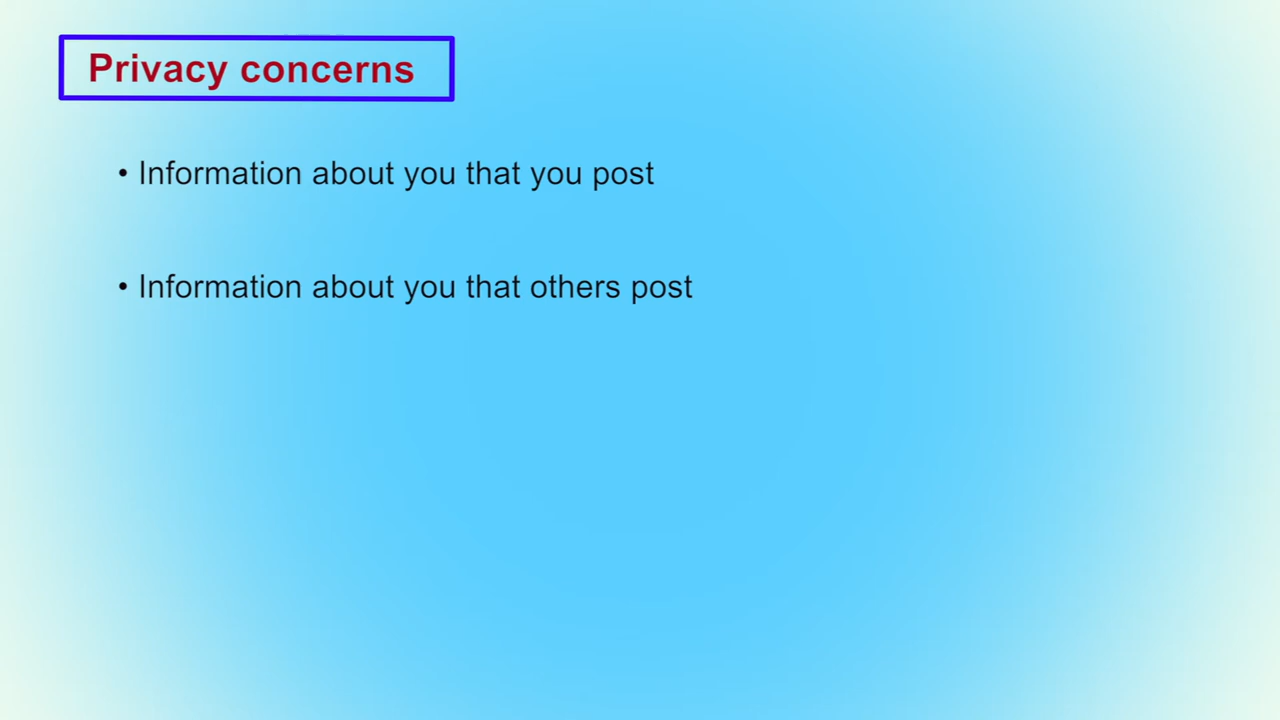 Privacy concerns
• Information about you that you post
• Information about you that others post